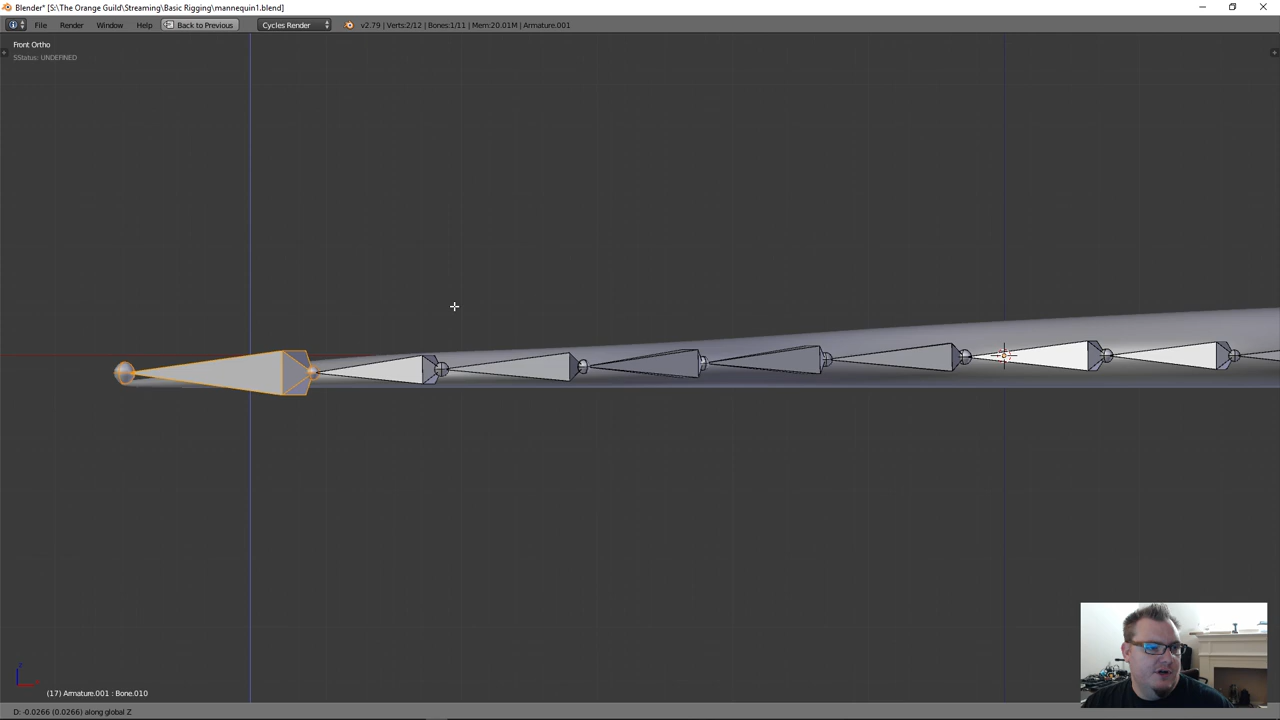 Blender* [S:\The Orange Guild\Streaming\Basic Rigging\mannequin1.blend]
File Render Window Help Back to Previous Cycles Render v2.79 | Verts:2/12 | Bones:1/11 | Mem:20.01M | Armature.001
Front Ortho
SStatus: UNDEFINED
(17) Armature.001 : Bone.010
D: -0.0266 (0.0266) along global Z